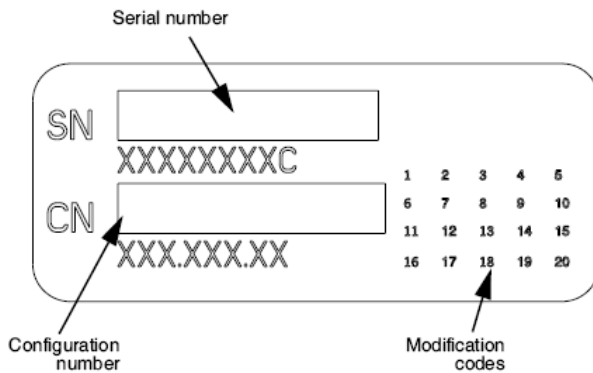 Serial number
SN
XXXXXXXXC
CN
XXX.XXX.XX
1 2 3 4 5
6 7 8 9 10
11 12 13 14 15
16 17 18 19 20
Configuration
number
Modification
codes